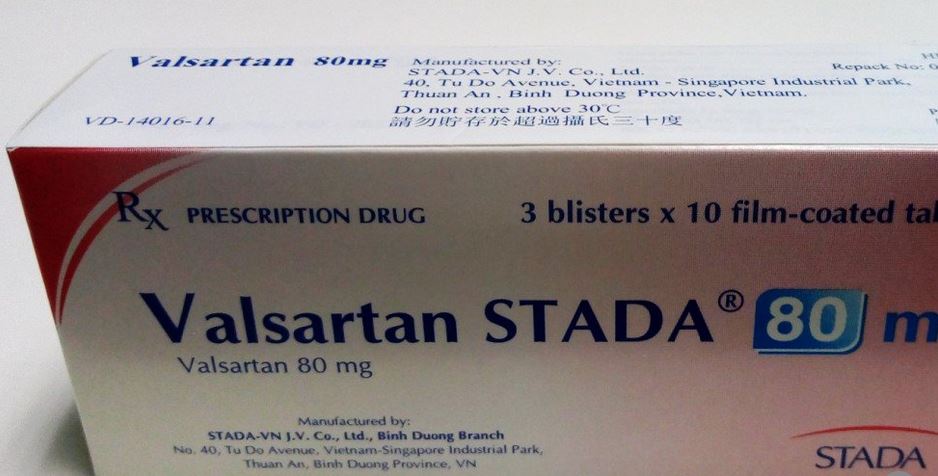 Valsartan 80mg
Manufactured by:
STADA-VN J.V. Co., Ltd.
40, Tu Do Avenue, Vietnam - Singapore Industrial Park,
Thuan An , Binh Duong Province,Vietnam.
Do not store above 30℃
請勿貯存於超過攝氏三十度
VD-14016-11
Repack No:
Rx PRESCRIPTION DRUG
3 blisters x 10 film-coated
Valsartan STADA® 80
Valsartan 80 mg
Manufactured by:
STADA-VN J.V. Co., Ltd., Binh Duong Branch
No. 40, Tu Do Avenue, Vietnam-Singapore Industrial Park,
Thuan An, Binh Duong Province, VN
STADA